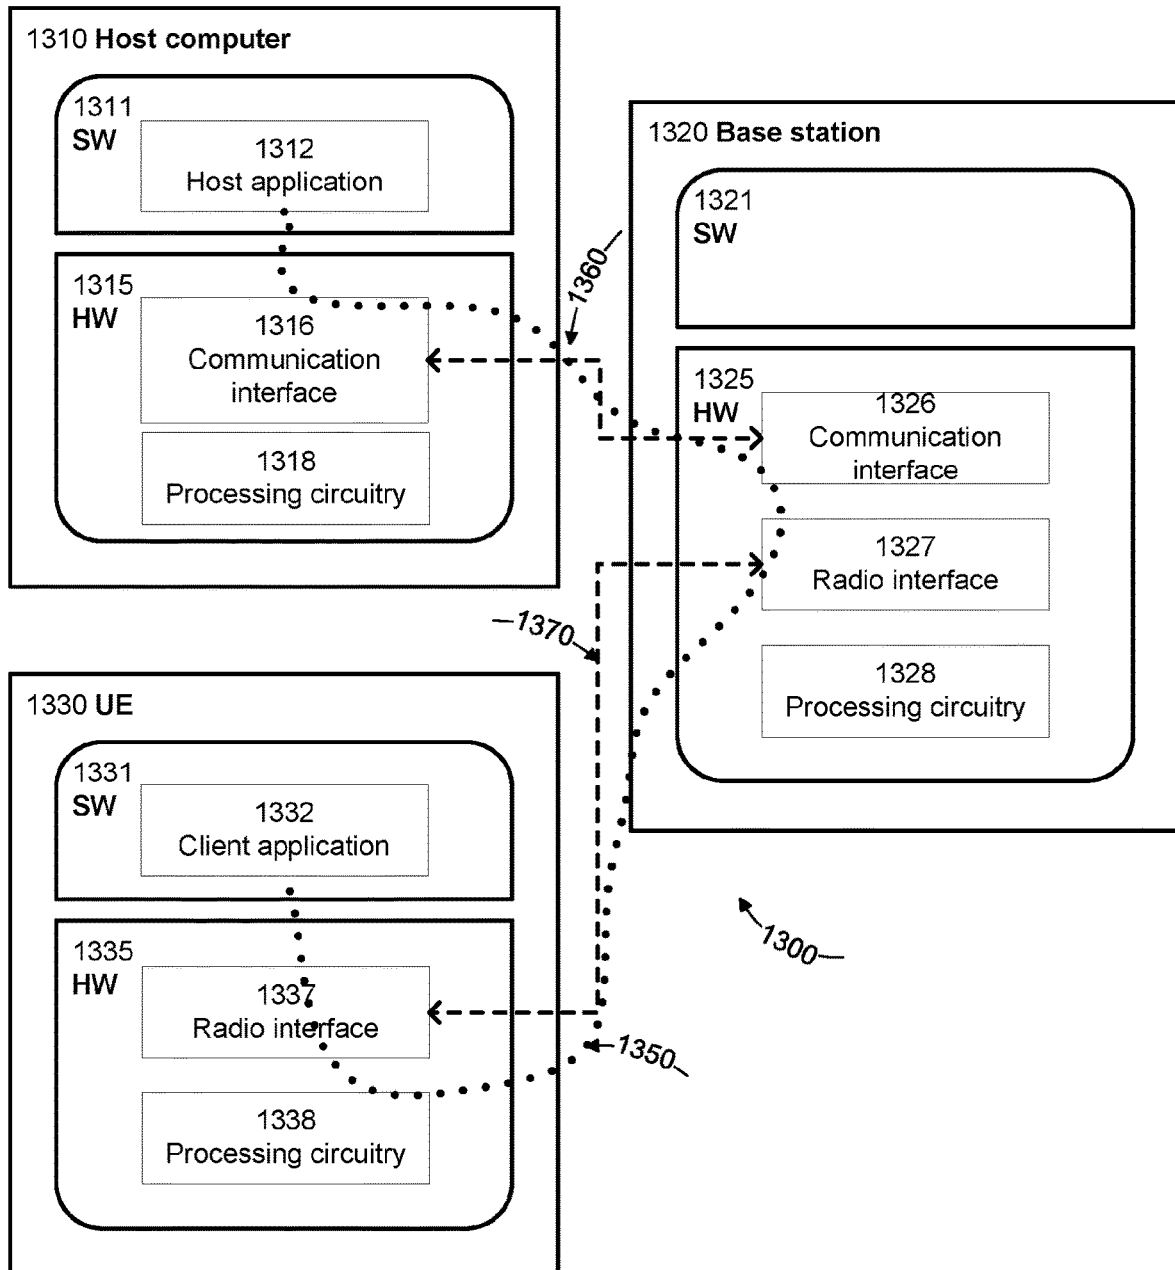 1310 Host computer
1311
SW
1312
Host application
1315
HW
1316
Communication
interface
1318
Processing circuitry
1320 Base station
1321
SW
1325
HW
1326
Communication
interface
1327
Radio interface
1328
Processing circuitry
1360
1370
1330 UE
1331
SW
1332
Client application
1335
HW
1337
Radio interface
1338
Processing circuitry
1300
1350